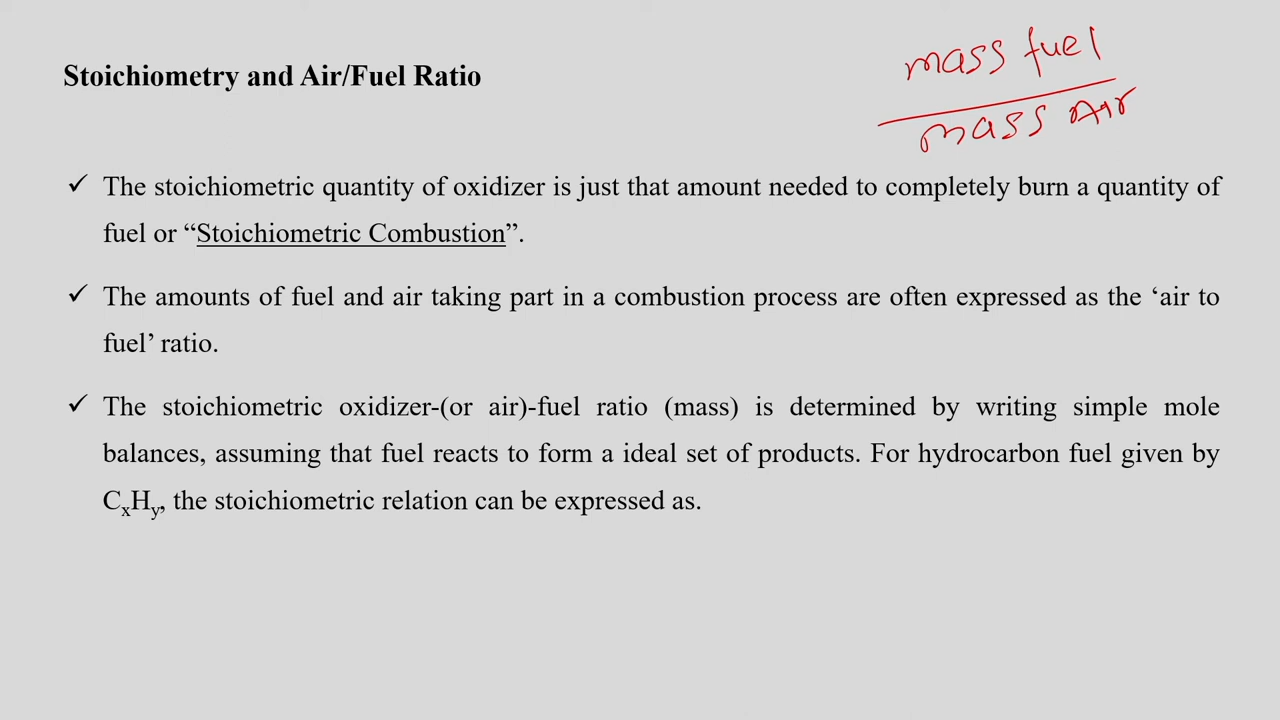 mass fuel
mass Air
Stoichiometry and Air/Fuel Ratio
✓ The stoichiometric quantity of oxidizer is just that amount needed to completely burn a quantity of
fuel or “Stoichiometric Combustion”.
✓ The amounts of fuel and air taking part in a combustion process are often expressed as the ‘air to
fuel’ ratio.
✓ The stoichiometric oxidizer-(or air)-fuel ratio (mass) is determined by writing simple mole
balances, assuming that fuel reacts to form a ideal set of products. For hydrocarbon fuel given by
CxHy, the stoichiometric relation can be expressed as.